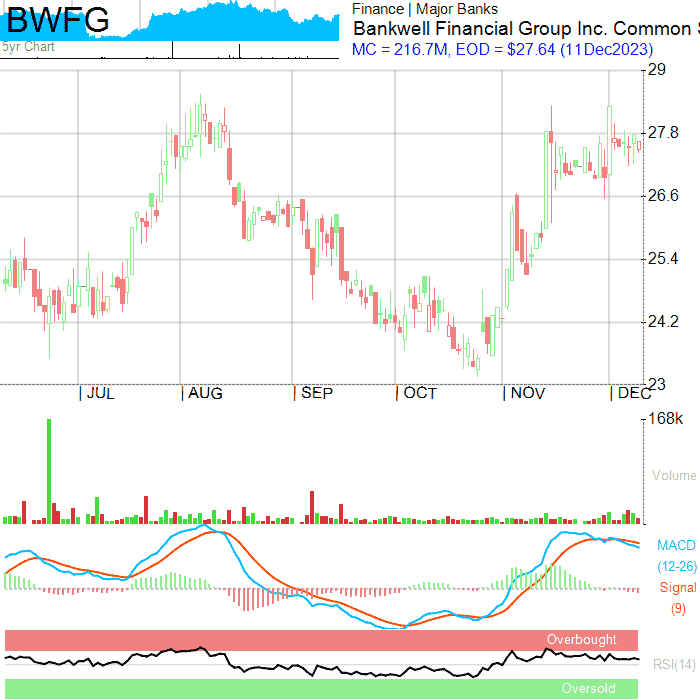 BWFG
5yr Chart
Finance | Major Banks
Bankwell Financial Group Inc. Common S
MC = 216.7M, EOD = $27.64 (11Dec2023)
29
27.8
26.6
25.4
24.2
23
JUL AUG SEP OCT NOV DEC
168k
Volume
MACD
(12-26)
Signal
(9)
Overbought
RSI(14)
Oversold